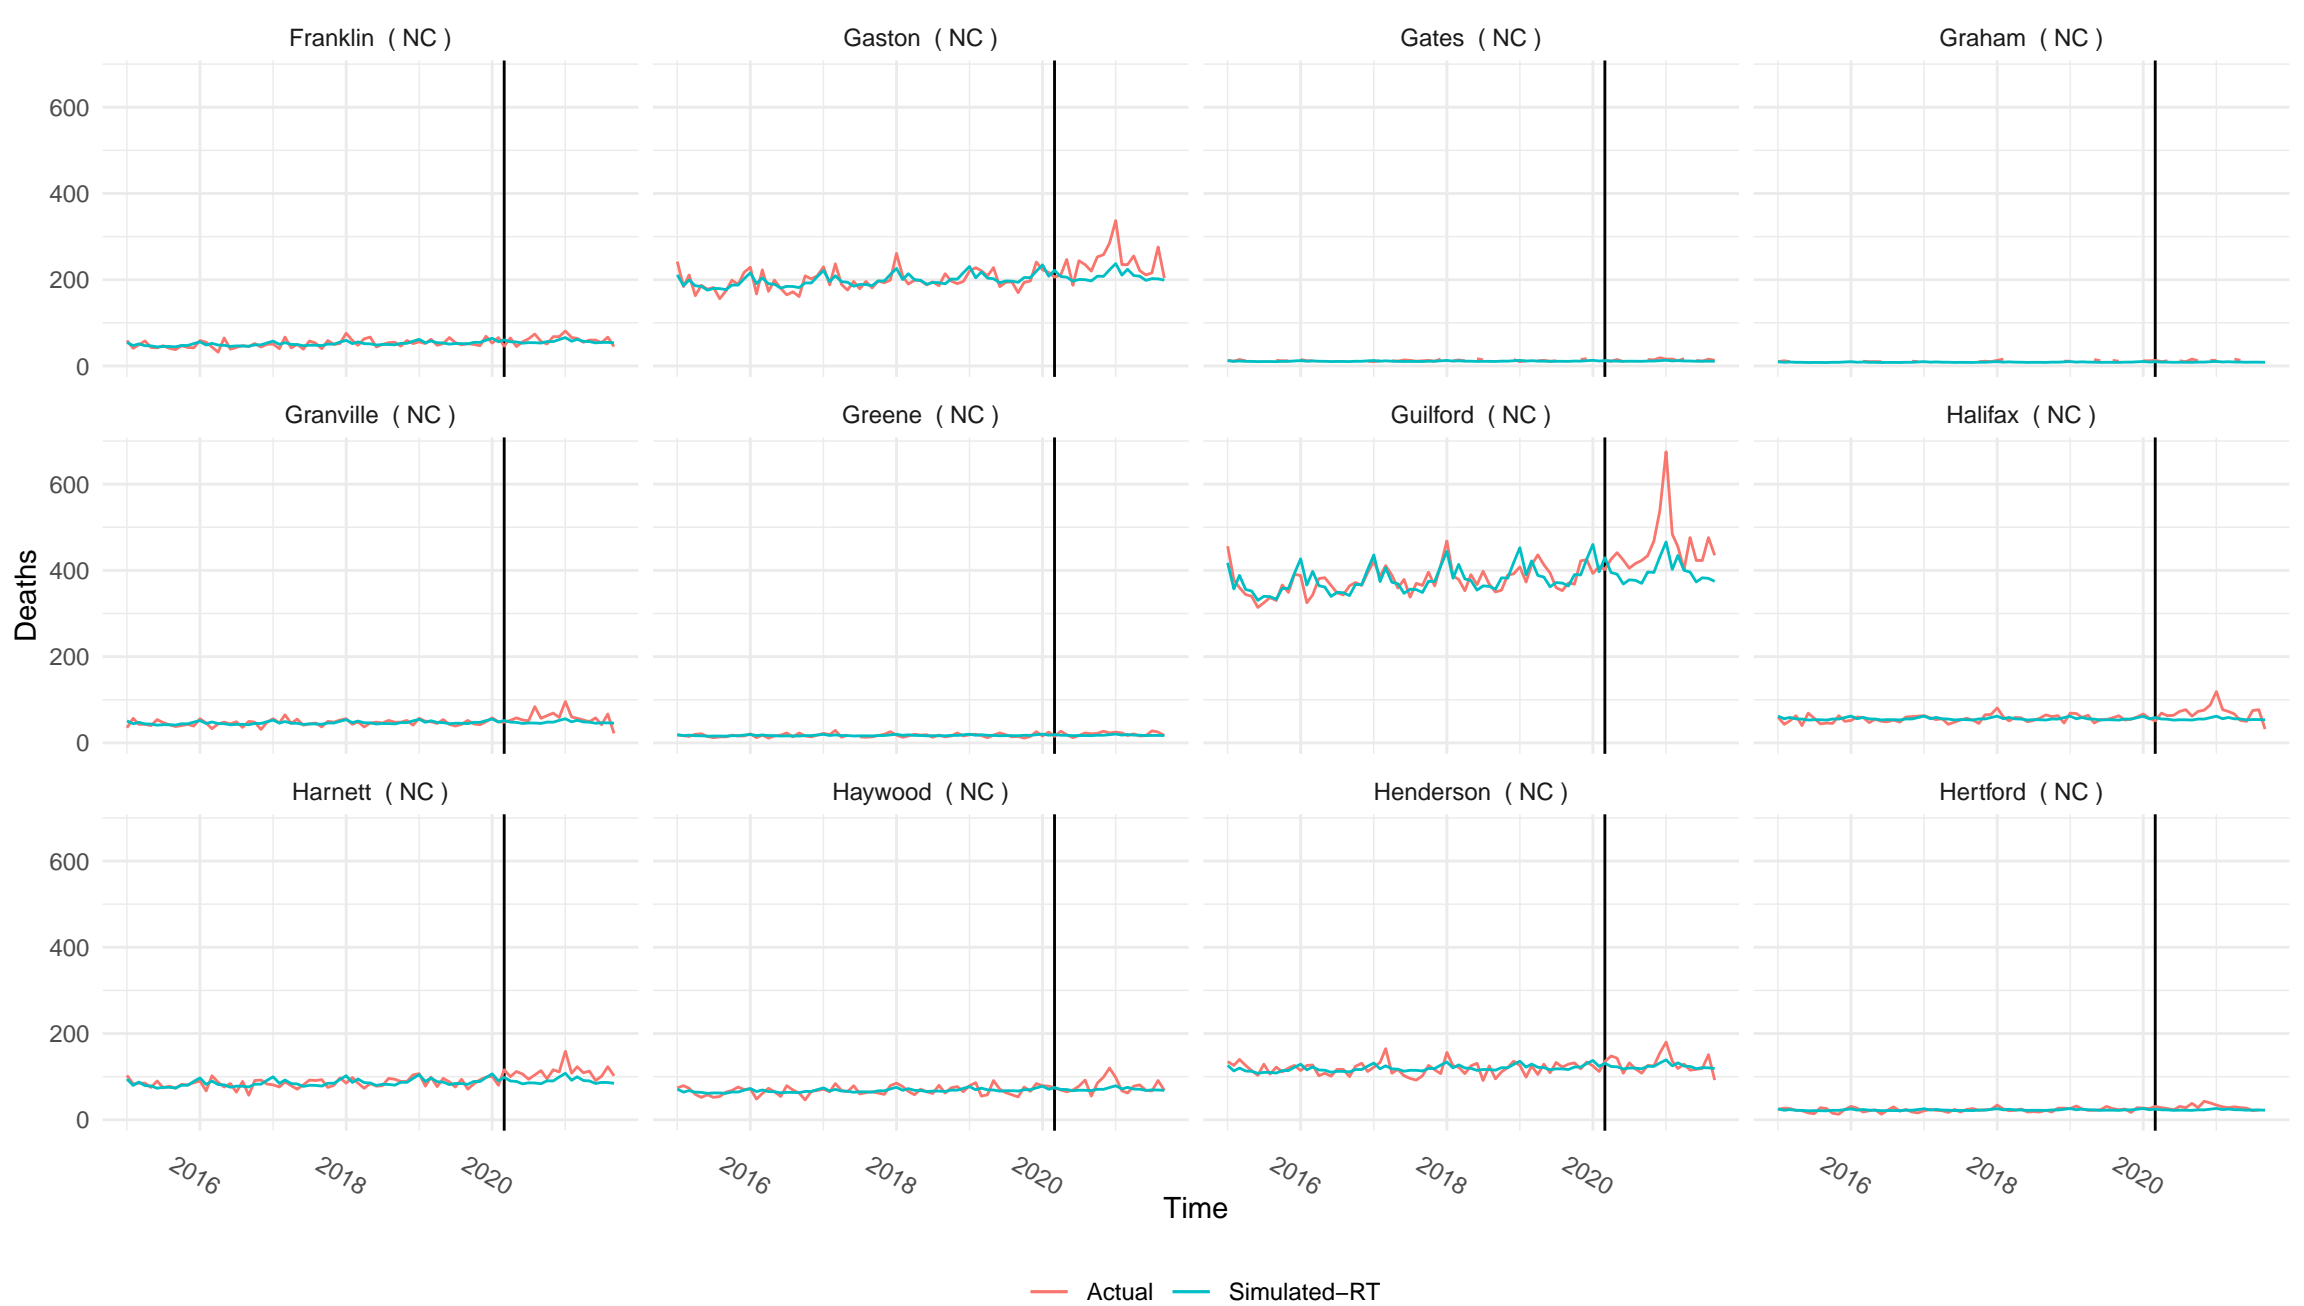 Franklin ( NC )
Gaston ( NC )
Gates ( NC )
Graham ( NC )
600
400
200
0
Granville ( NC )
Greene ( NC )
Guilford ( NC )
Halifax ( NC )
600
400
200
0
Deaths
Harnett ( NC )
Haywood ( NC )
Henderson ( NC )
Hertford ( NC )
600
400
200
0
2016 2018 2020
2016 2018 2020
2016 2018 2020
2016 2018 2020
Time
Actual Simulated−RT